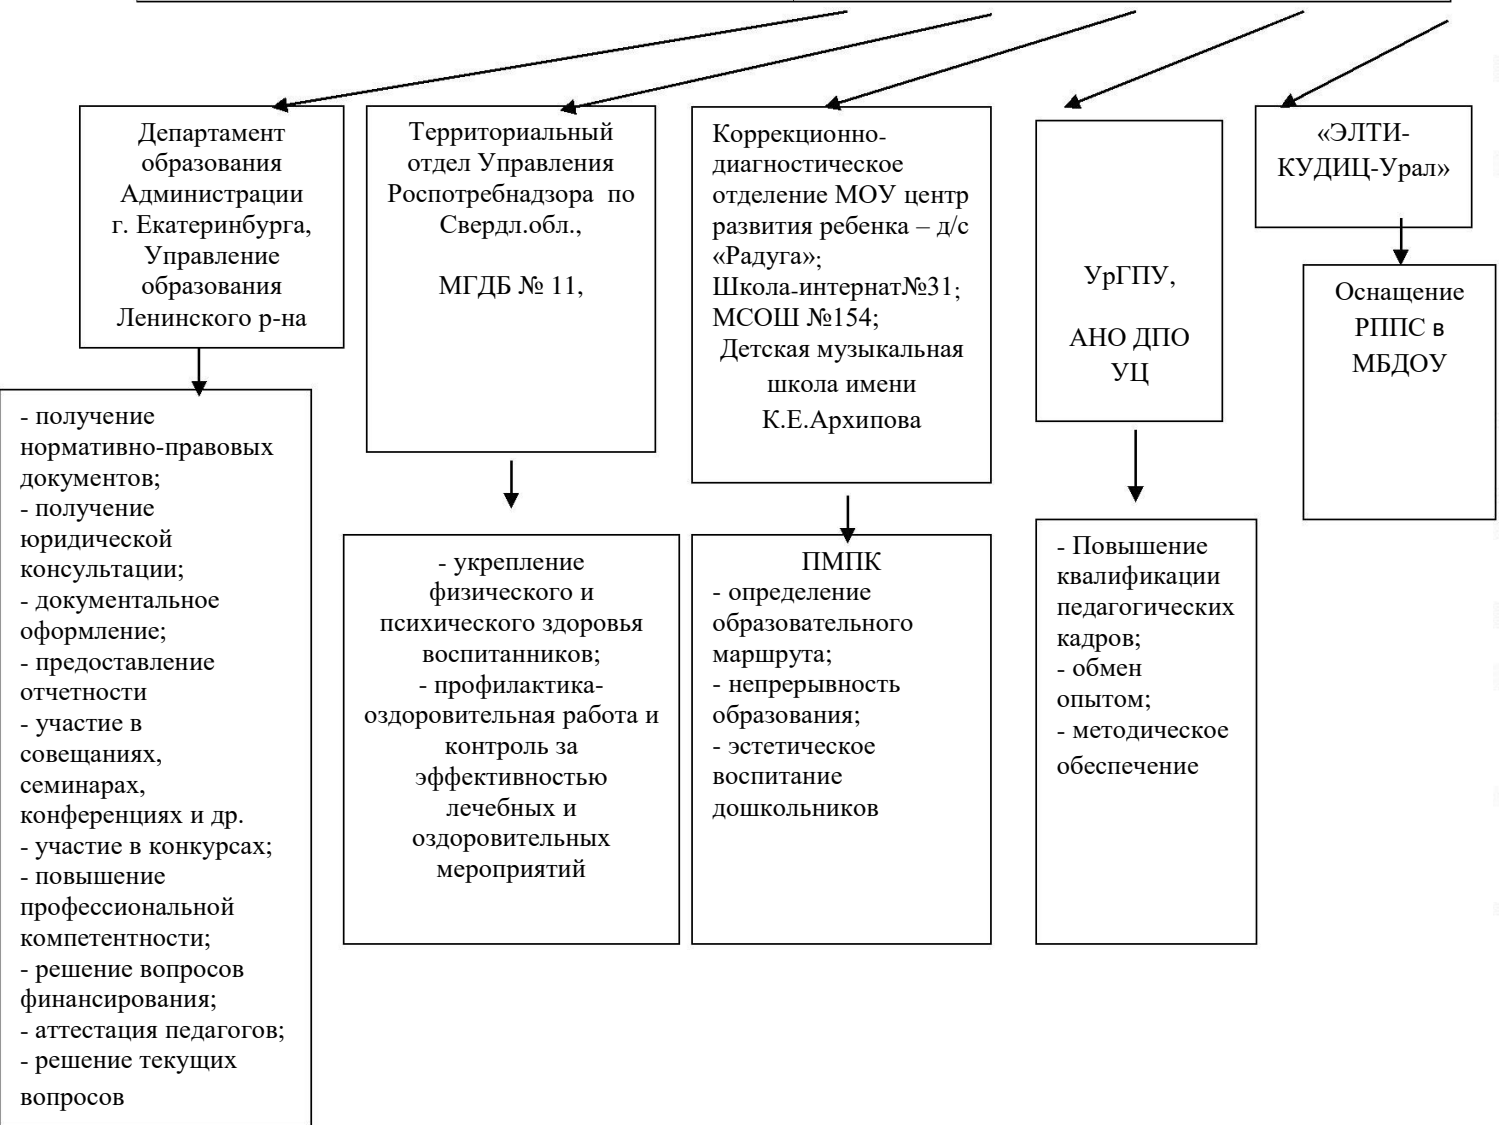 Департамент
образования
Администрации
г. Екатеринбурга,
Управление
образования
Ленинского р-на
Территориальный
отдел Управления
Роспотребнадзора по
Свердл.обл.,
МГДБ № 11,
Коррекционно-
диагностическое
отделение МОУ центр
развития ребенка – д/с
«Радуга»;
Школа-интернат№31;
МСОШ №154;
Детская музыкальная
школа имени
К.Е.Архипова
УрГПУ,
АНО ДПО
УЦ
«ЭЛТИ-
КУДИЦ-Урал»
- получение
нормативно-правовых
документов;
- получение
юридической
консультации;
- документальное
оформление;
- предоставление
отчетности
- участие в
совещаниях,
семинарах,
конференциях и др.
- участие в конкурсах;
- повышение
профессиональной
компетентности;
- решение вопросов
финансирования;
- аттестация педагогов;
- решение текущих
вопросов
- укрепление
физического и
психического здоровья
воспитанников;
- профилактика-
оздоровительная работа и
контроль за
эффективностью
лечебных и
оздоровительных
мероприятий
ПМПК
- определение
образовательного
маршрута;
- непрерывность
образования;
- эстетическое
воспитание
дошкольников
- Повышение
квалификации
педагогических
кадров;
- обмен
опытом;
- методическое
обеспечение
Оснащение
РППС в
МБДОУ